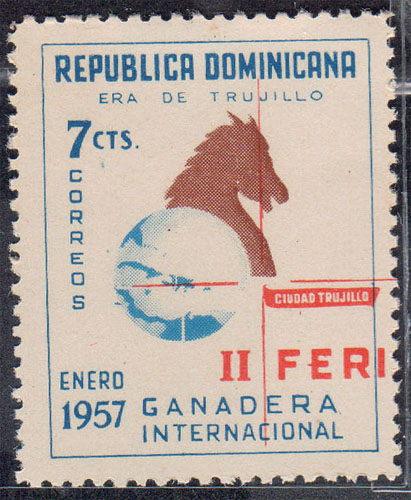 REPUBLICA DOMINICANA
ERA DE TRUJILLO
7 CTS.
CORREOS
CIUDAD TRUJILLO
II FERI
ENERO
1957 GANADERA
INTERNACIONAL